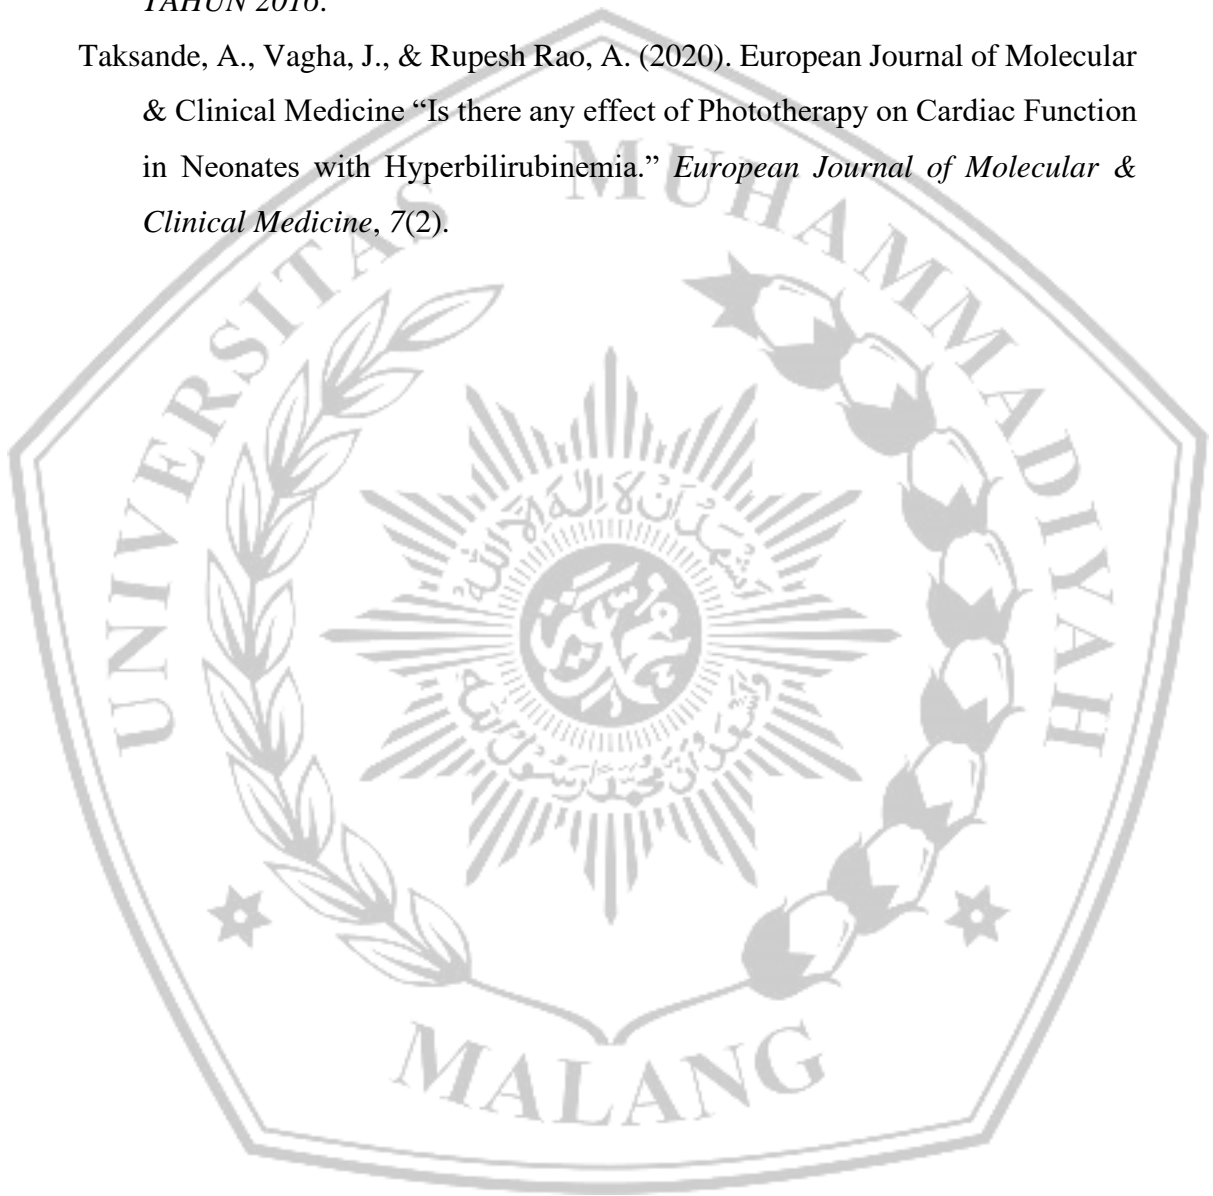 TAHUN 2016.
Taksande, A., Vagha, J., & Rupesh Rao, A. (2020). European Journal of Molecular
& Clinical Medicine “Is there any effect of Phototherapy on Cardiac Function
in Neonates with Hyperbilirubinemia.” European Journal of Molecular &
Clinical Medicine, 7(2).
UNIVERSITAS MUHAMMADIYAH
MALANG